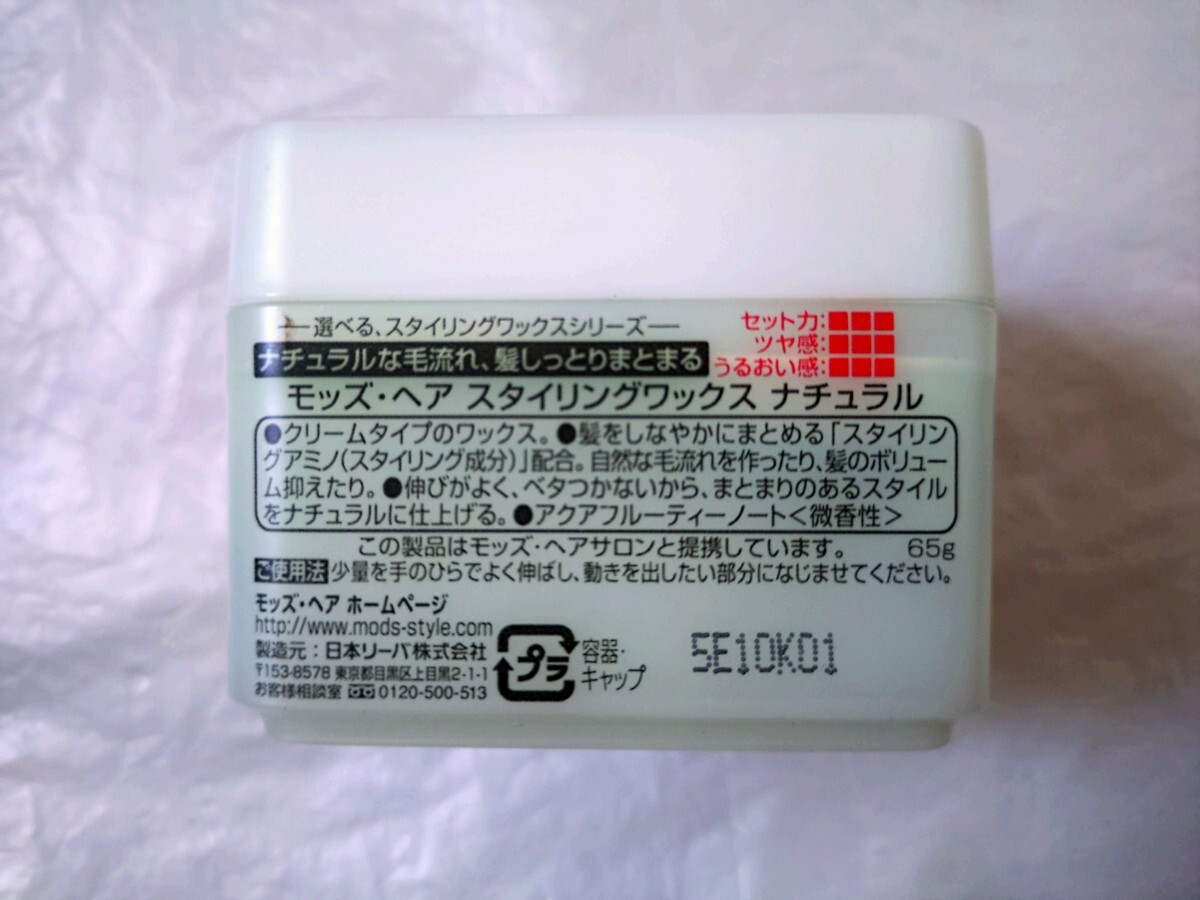 選べる、スタイリングワックスシリーズ
ナチュラルな毛流れ、髪しっとりまとまる
セット力:
ツヤ感:
うるおい感:
モッズ・ヘア スタイリングワックス ナチュラル
●クリームタイプのワックス。●髪をしなやかにまとめる「スタイリン
グアミノ(スタイリング成分)」配合。自然な毛流れを作ったり、髪のボリュー
ム抑えたり。●伸びがよく、ベタつかないから、まとまりのあるスタイル
をナチュラルに仕上げる。●アクアフルーティーノート<微香性>
この製品はモッズ・ヘアサロンと提携しています。 65g
ご使用法 少量を手のひらでよく伸ばし、動きを出したい部分になじませてください。
モッズ・ヘア ホームページ
http://www.mods-style.com
製造元:日本リーバ株式会社
〒153-8578 東京都目黒区上目黒2-1-1
お客様相談室 0120-500-513
プラ
容器・
キャップ
5E10K01